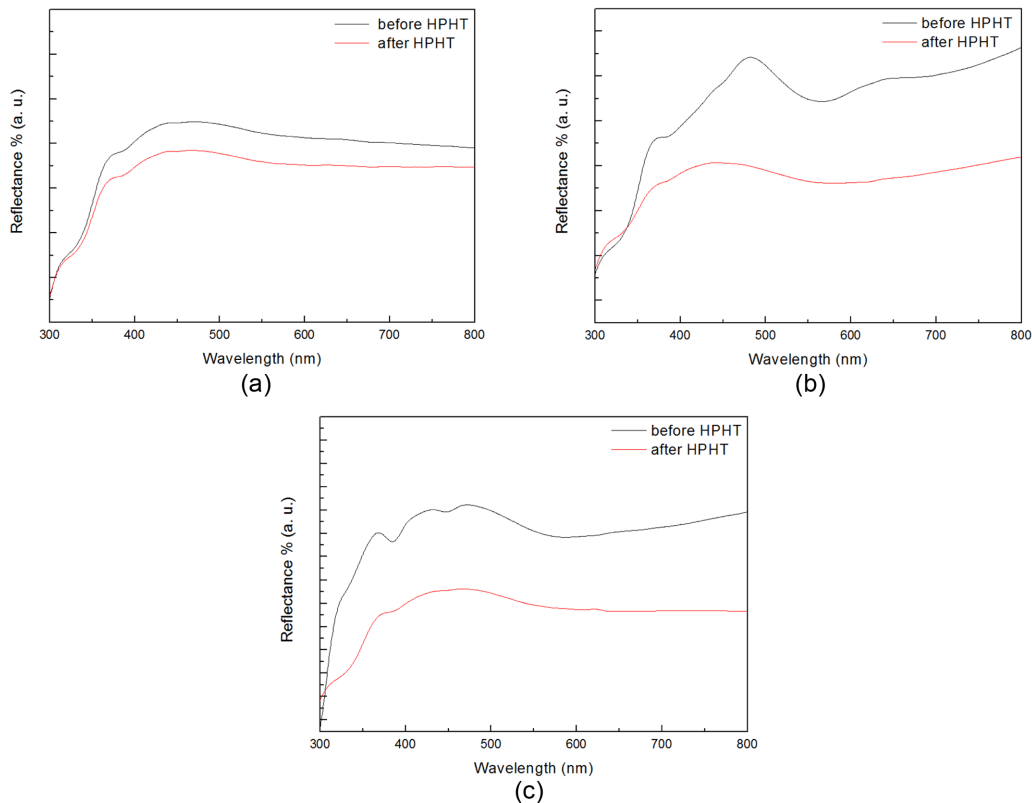 before HPHT
after HPHT
Reflectance % (a. u.)
300 400 500 600 700 800
Wavelength (nm)
(a)
before HPHT
after HPHT
Reflectance % (a. u.)
300 400 500 600 700 800
Wavelength (nm)
(b)
before HPHT
after HPHT
Reflectance % (a. u.)
300 400 500 600 700 800
Wavelength (nm)
(c)